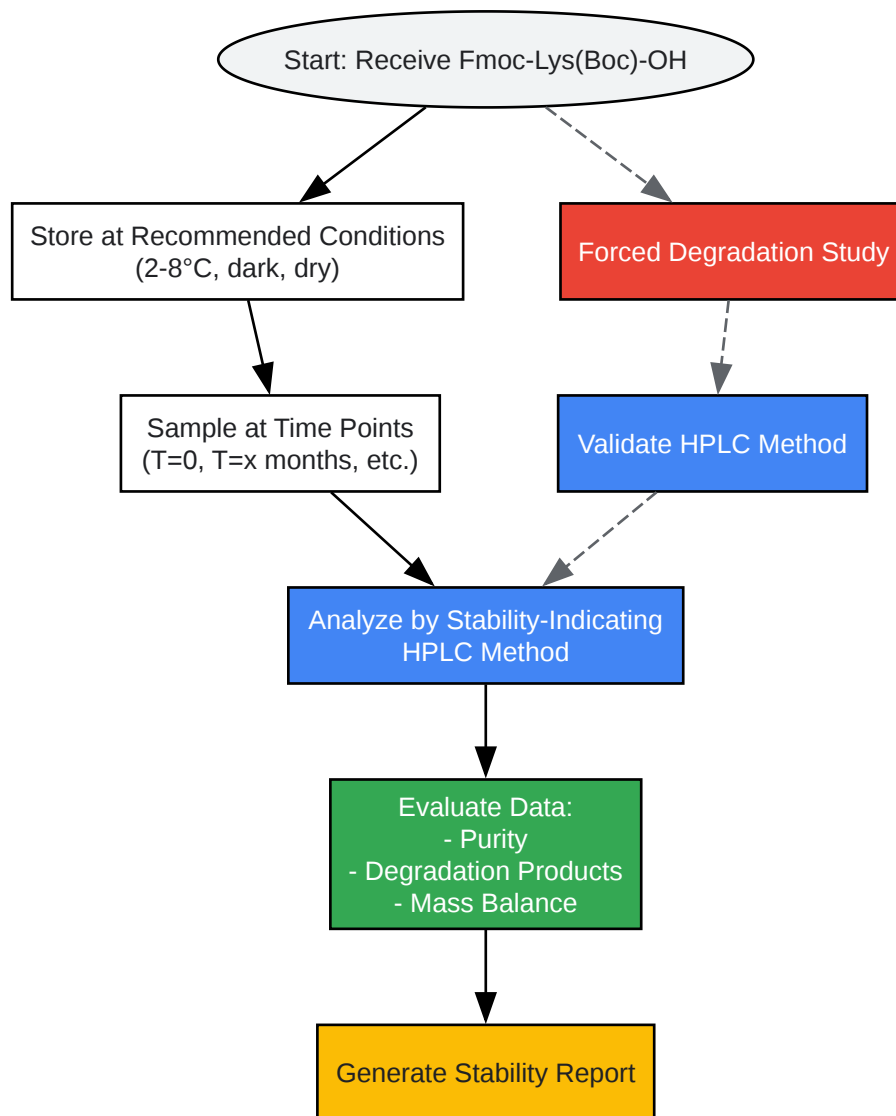 Start: Receive Fmoc-Lys(Boc)-OH
Store at Recommended Conditions
(2-8°C, dark, dry)
Forced Degradation Study
Sample at Time Points
(T=0, T=x months, etc.)
Validate HPLC Method
Analyze by Stability-Indicating
HPLC Method
Evaluate Data:
- Purity
- Degradation Products
- Mass Balance
Generate Stability Report